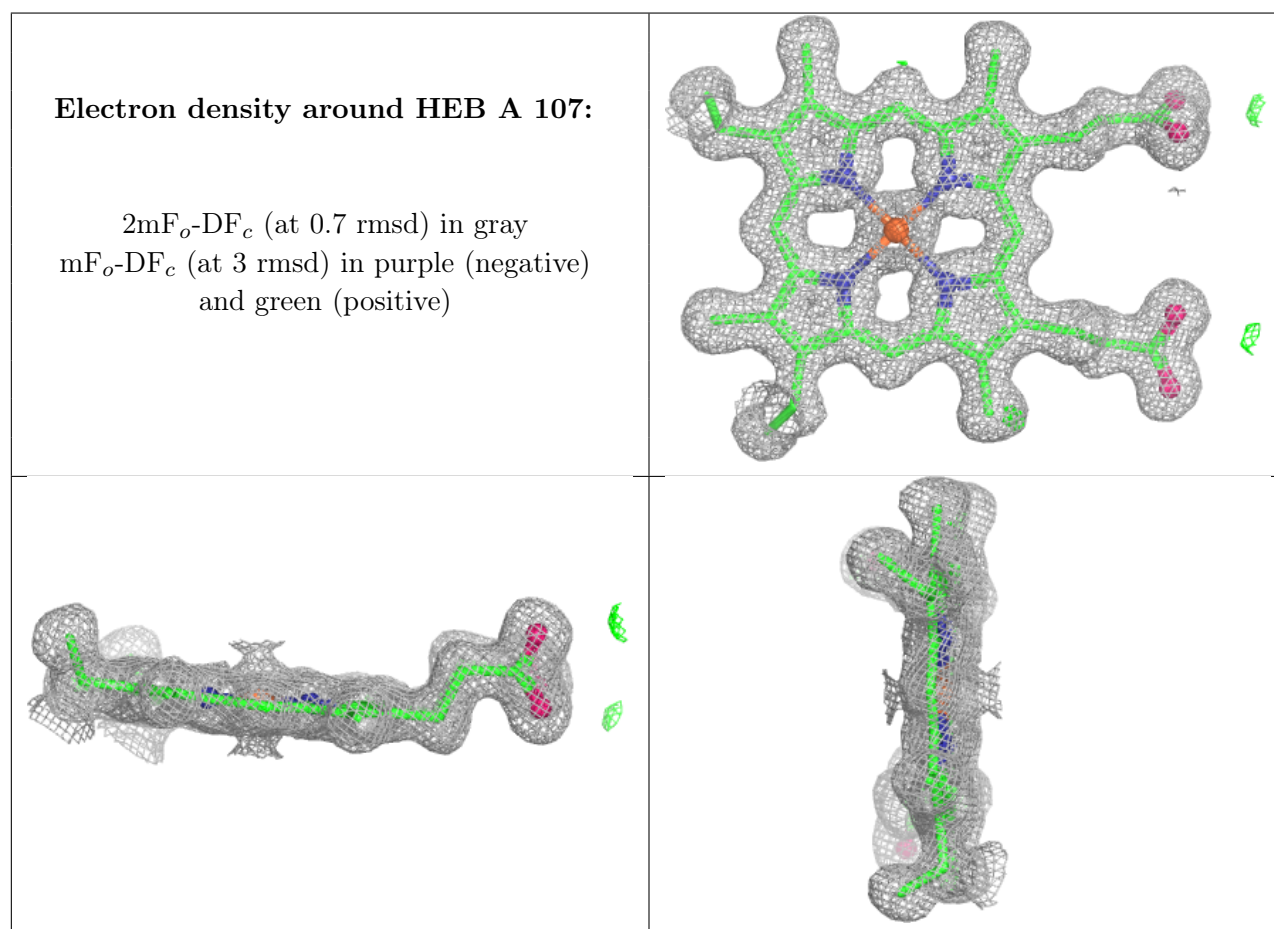 Electron density around HEB A 107:
2mFₒ-DF𝒸 (at 0.7 rmsd) in gray
mFₒ-DF𝒸 (at 3 rmsd) in purple (negative)
and green (positive)